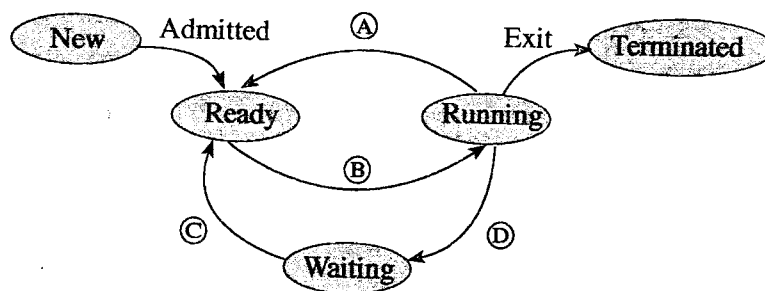 New
Admitted
A
Exit
Terminated
Ready
Running
B
C
D
Waiting